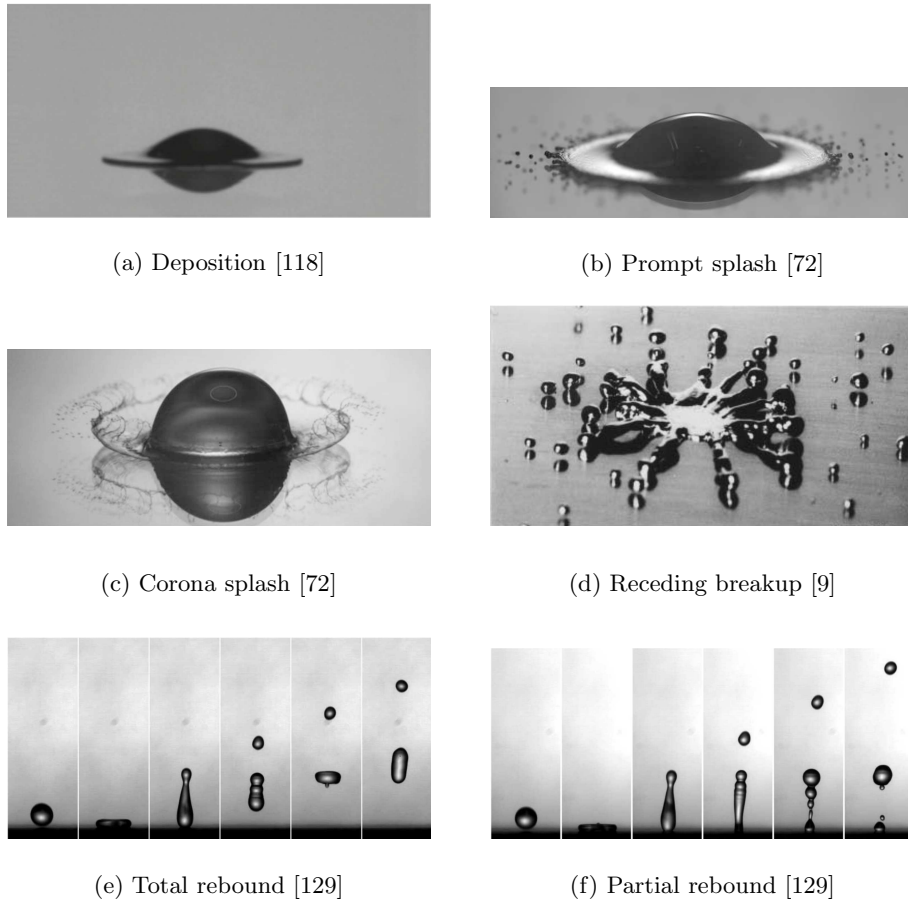 (a) Deposition [118]
(b) Prompt splash [72]
(c) Corona splash [72]
(d) Receding breakup [9]
(e) Total rebound [129]
(f) Partial rebound [129]